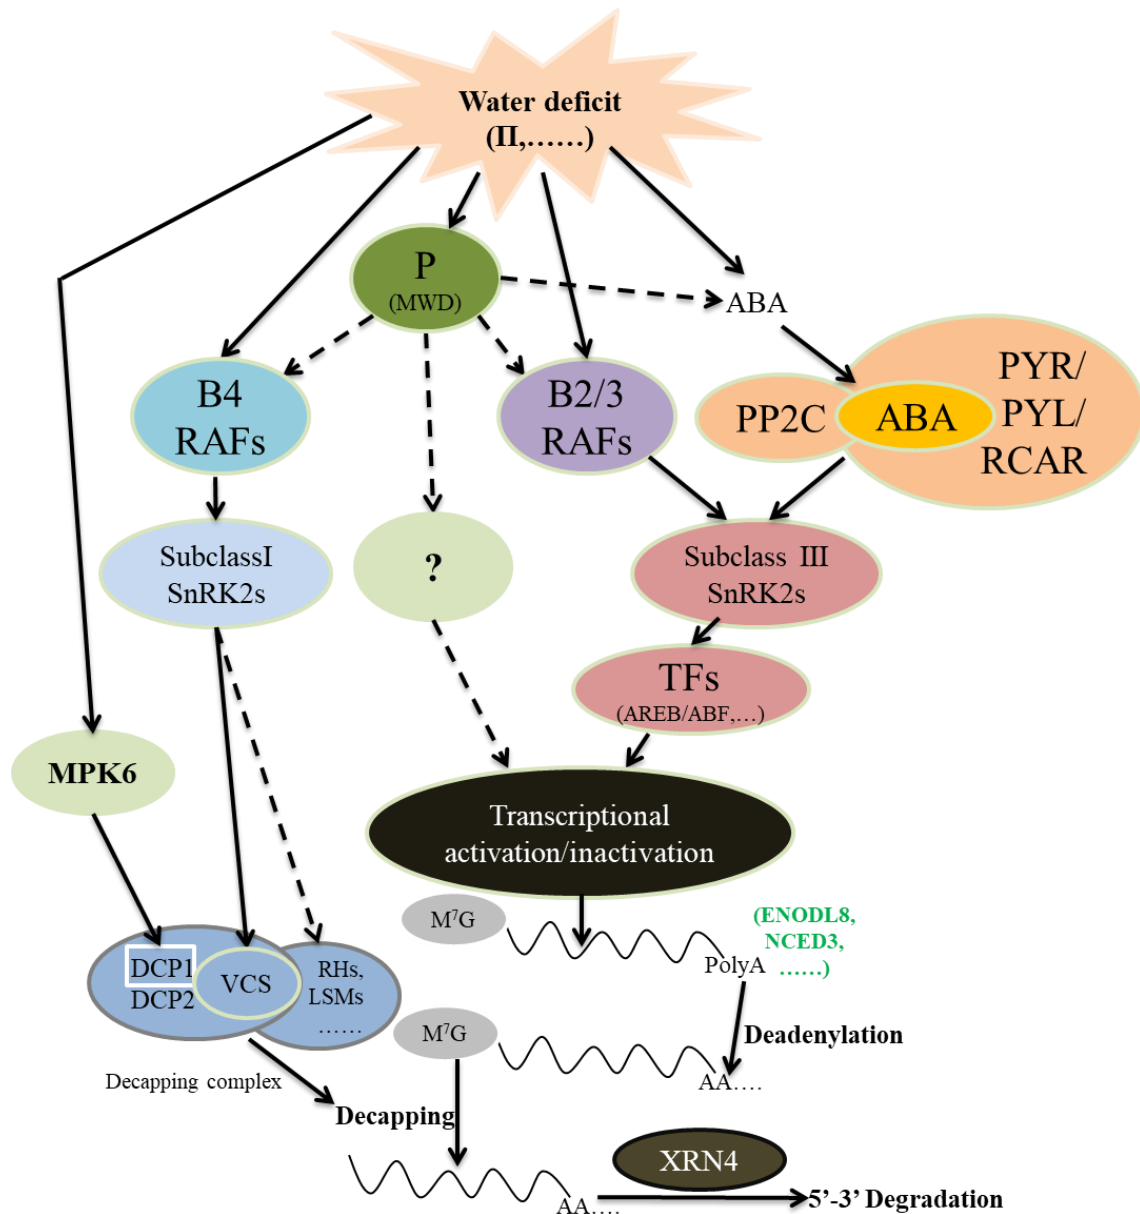 Water deficit
(Π,......)
P
(MWD)
ABA
B4
RAFs
B2/3
RAFs
PP2C
ABA
PYR/
PYL/
RCAR
SubclassI
SnRK2s
?
Subclass III
SnRK2s
TFs
(AREB/ABF,...)
MPK6
Transcriptional
activation/inactivation
M⁷G
PolyA
(ENODL8,
NCED3,
......)
DCP1
DCP2
VCS
RHs,
LSMs
......
M⁷G
Deadenylation
AA....
Decapping complex
Decapping
XRN4
AA....
5'-3' Degradation